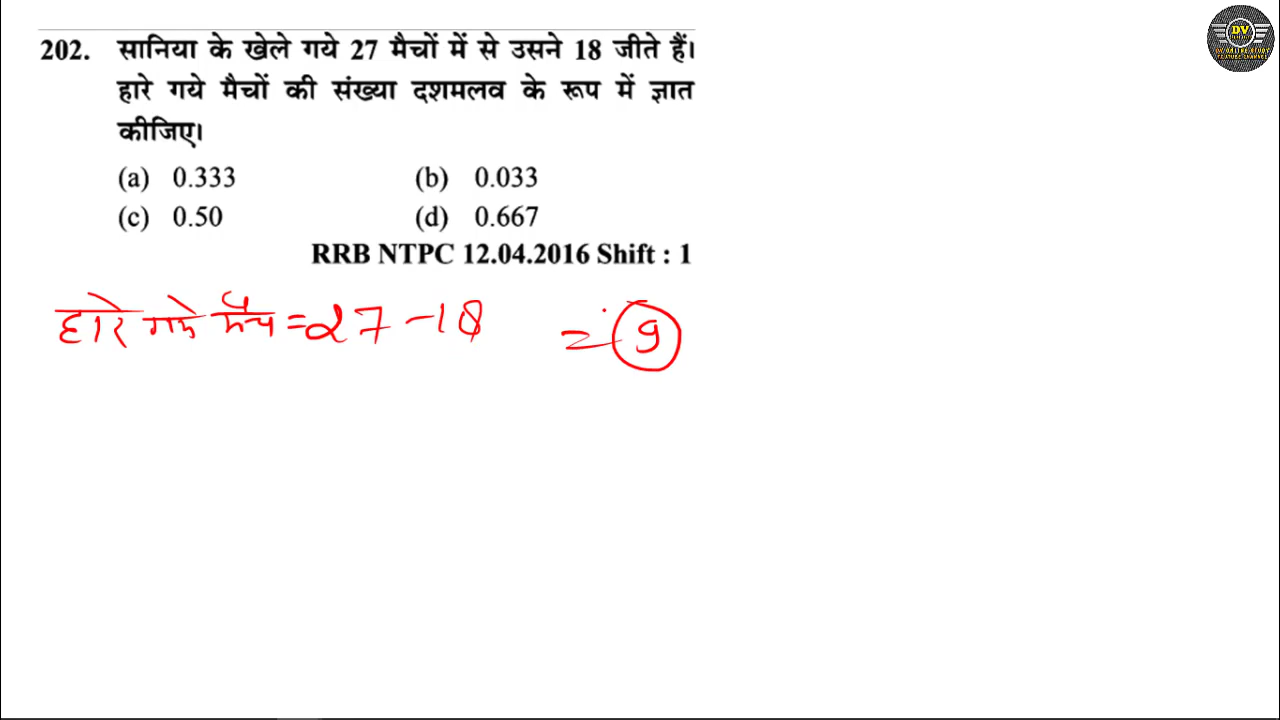 202. सानिया के खेले गये 27 मैचों में से उसने 18 जीते हैं।
हारे गये मैचों की संख्या दशमलव के रूप में ज्ञात
कीजिए।
(a) 0.333 (b) 0.033
(c) 0.50 (d) 0.667
RRB NTPC 12.04.2016 Shift : 1
हारे गये मैच = 27 - 18 = 9
DV